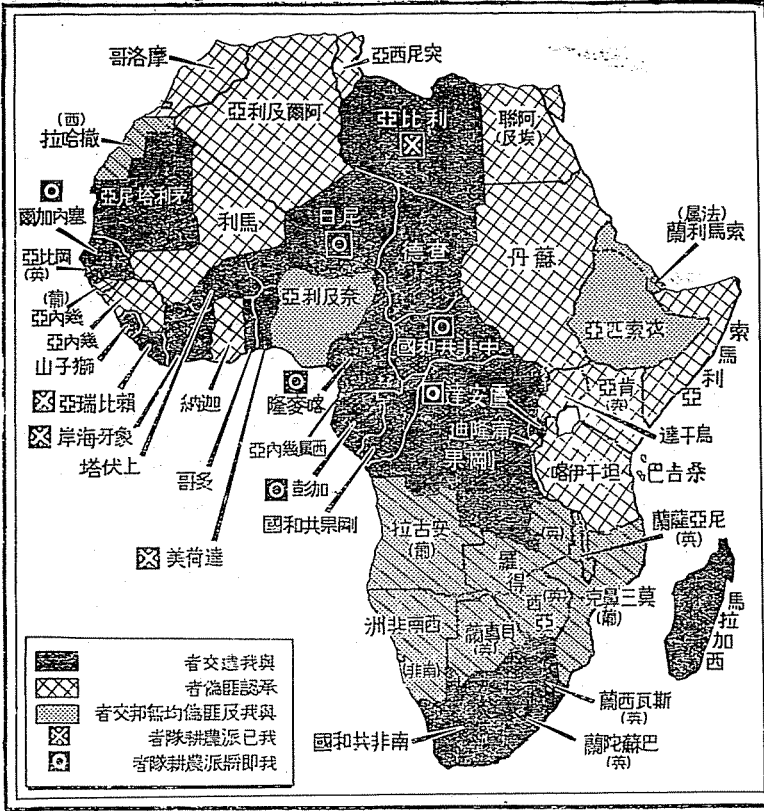 突尼西亞
摩洛哥
阿爾及利亞
利比亞
阿聯
(埃及)
(西)
撒哈拉
茅利塔尼亞
馬利
尼日
查德
蘇丹
(法屬)
索馬利蘭
塞內加爾
岡比亞
(英)
(葡)
幾內亞
幾內亞
獅子山
賴比瑞亞
象牙海岸
上伏塔
迦納
多哥
達荷美
奈及利亞
衣索匹亞
索馬利亞
中非共和國
喀麥隆
西屬幾內亞
加彭
剛果共和國
盧安達
蒲隆迪
剛果
肯亞
(英)
烏干達
坦干伊喀
桑吉巴
安古拉
(葡)
羅得西亞
(英)
尼亞薩蘭
(英)
莫三鼻克
(葡)
馬拉加西
西南非洲
(南非)
貝專蘭
(英)
斯瓦西蘭
(英)
巴蘇陀蘭
(英)
南非共和國
與我建交者
承認匪偽者
與我及匪偽均無邦交者
我已派農耕隊者
我即將派農耕隊者